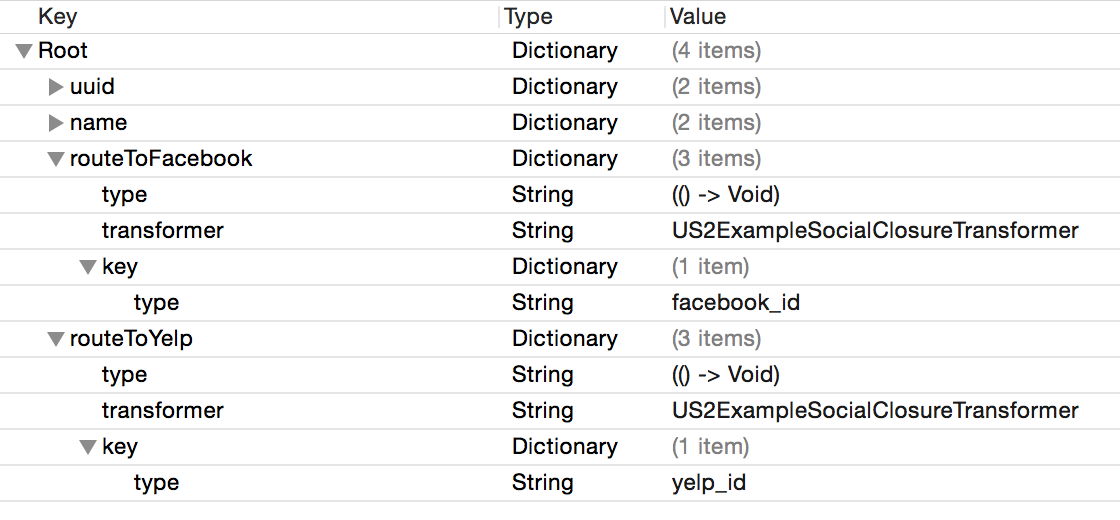 Key Type Value
Root Dictionary (4 items)
uuid Dictionary (2 items)
name Dictionary (2 items)
routeToFacebook Dictionary (3 items)
type String (() -> Void)
transformer String US2ExampleSocialClosureTransformer
key Dictionary (1 item)
type String facebook_id
routeToYelp Dictionary (3 items)
type String (() -> Void)
transformer String US2ExampleSocialClosureTransformer
key Dictionary (1 item)
type String yelp_id